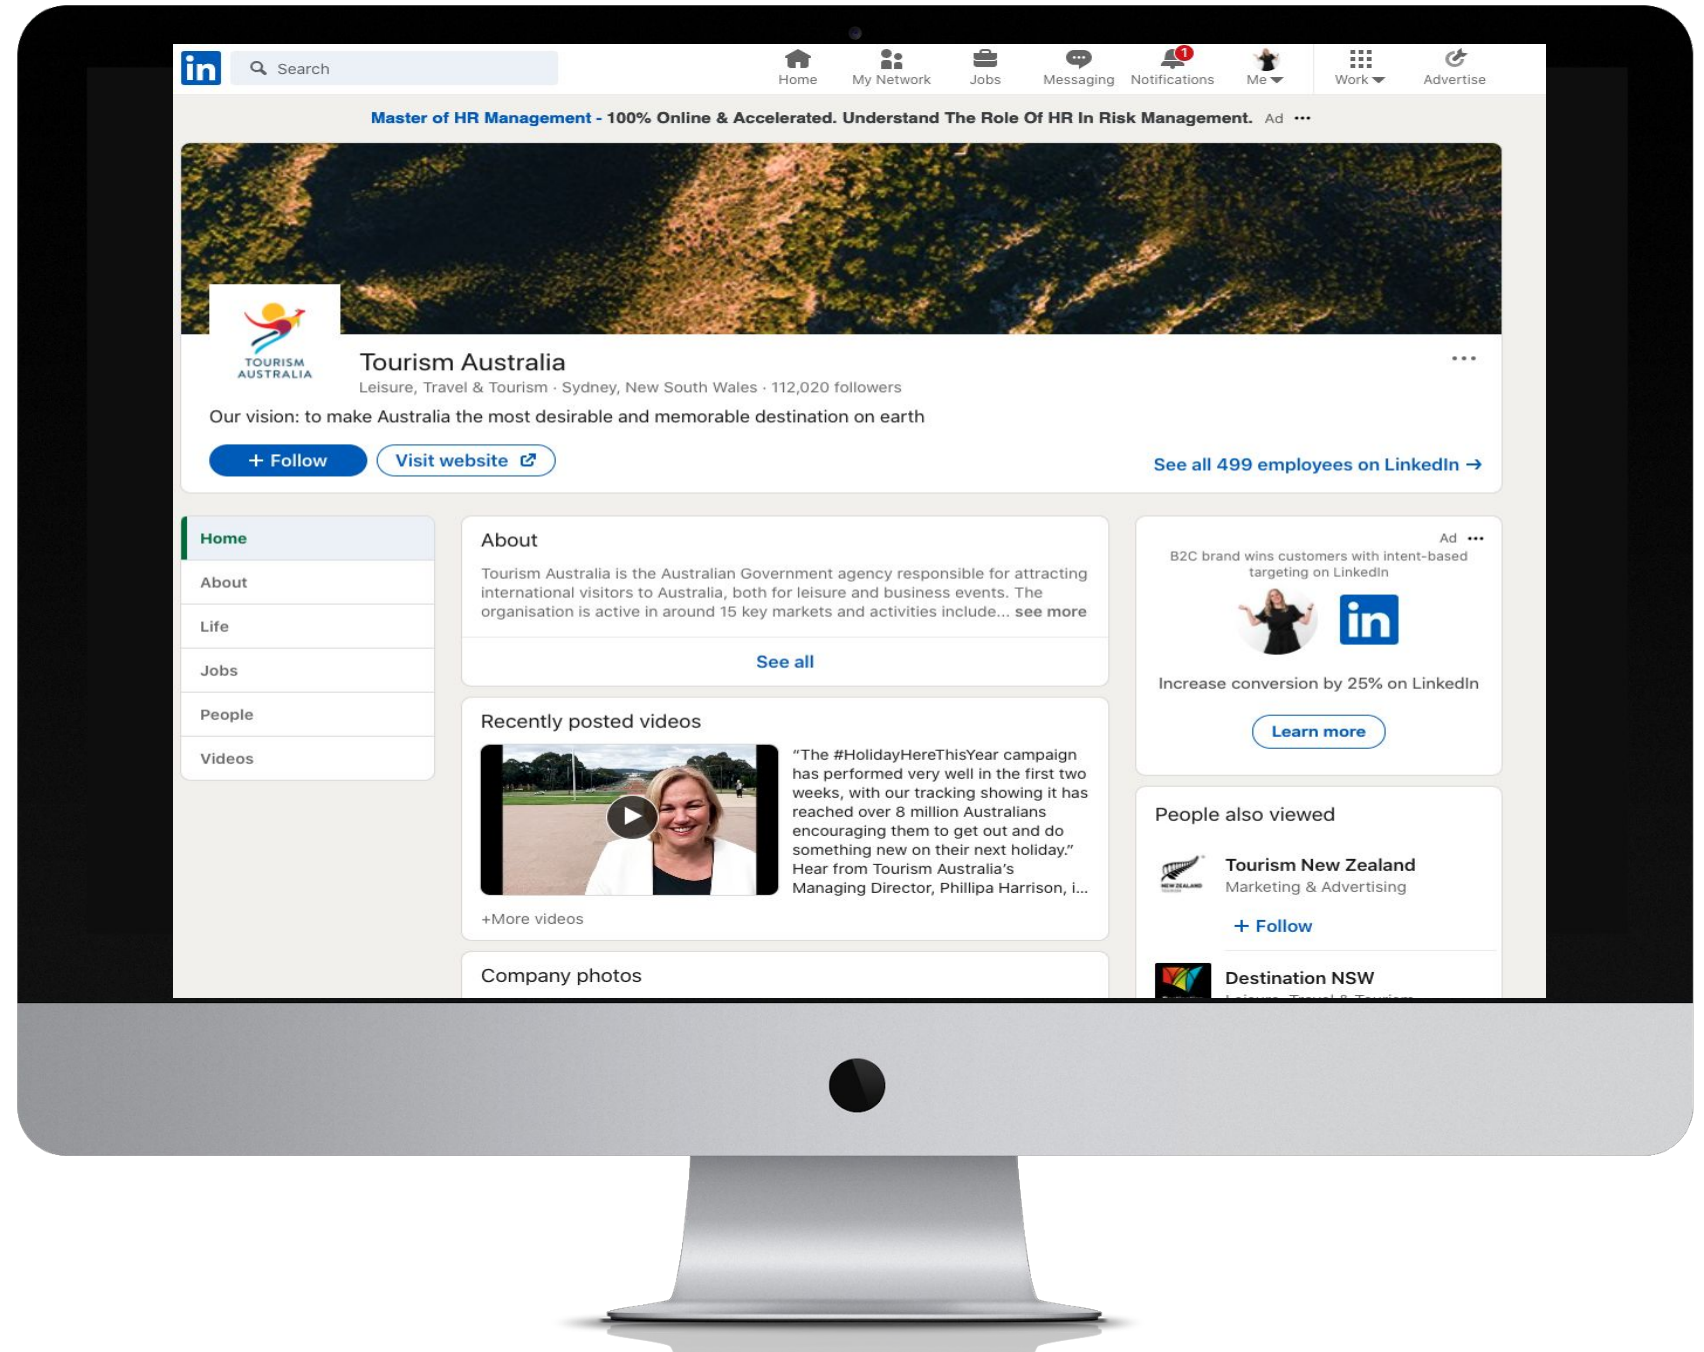 in
Search
Home
My Network
Jobs
Messaging
1
Notifications
Me
Work
Advertise
Master of HR Management - 100% Online & Accelerated. Understand The Role Of HR In Risk Management. Ad
TOURISM
AUSTRALIA
Tourism Australia
Leisure, Travel & Tourism · Sydney, New South Wales · 112,020 followers
Our vision: to make Australia the most desirable and memorable destination on earth
+ Follow
Visit website
See all 499 employees on LinkedIn →
Home
About
Life
Jobs
People
Videos
About
Tourism Australia is the Australian Government agency responsible for attracting
international visitors to Australia, both for leisure and business events. The
organisation is active in around 15 key markets and activities include... see more
See all
Recently posted videos
“The #HolidayHereThisYear campaign
has performed very well in the first two
weeks, with our tracking showing it has
reached over 8 million Australians
encouraging them to get out and do
something new on their next holiday.”
Hear from Tourism Australia’s
Managing Director, Phillipa Harrison, i...
+More videos
Company photos
Ad
B2C brand wins customers with intent-based
targeting on LinkedIn
in
Increase conversion by 25% on LinkedIn
Learn more
People also viewed
NEW ZEALAND
Tourism New Zealand
Marketing & Advertising
+ Follow
Destination NSW
Leisure, Travel & Tourism